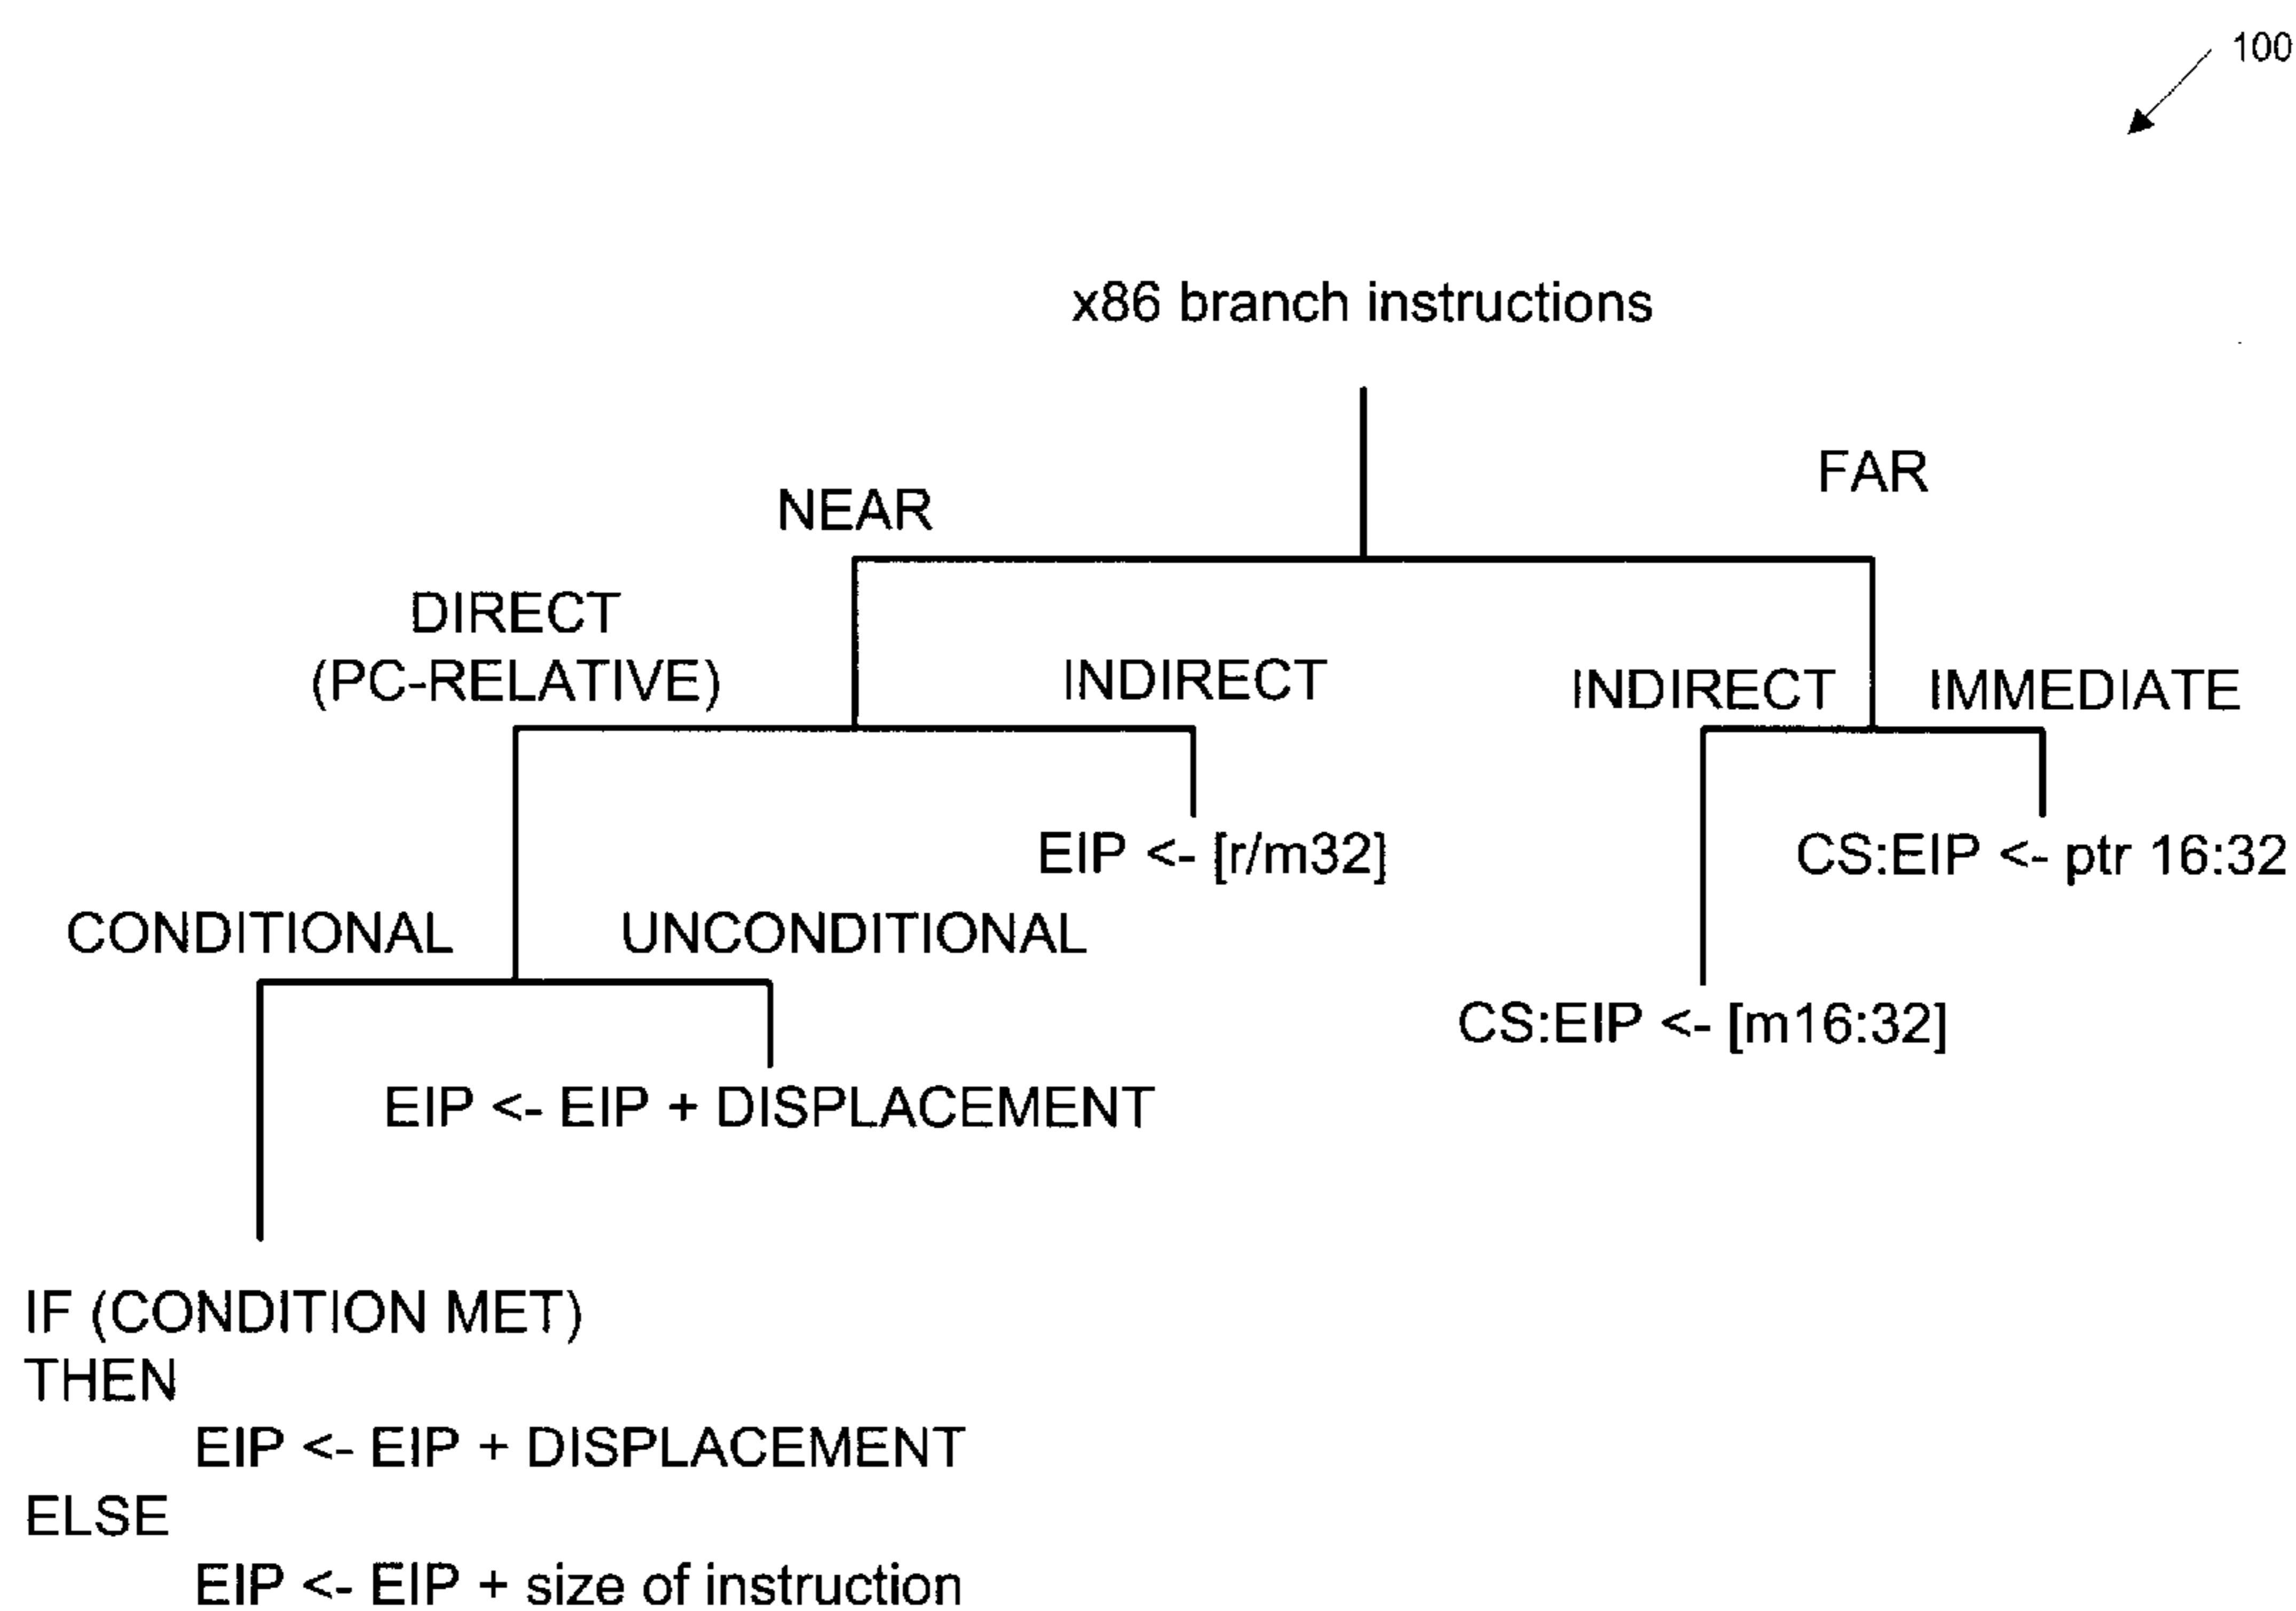 100
x86 branch instructions
FAR
NEAR
DIRECT
(PC-RELATIVE)
INDIRECT
INDIRECT
IMMEDIATE
EIP <- [r/m32]
CS:EIP <- ptr 16:32
CONDITIONAL
UNCONDITIONAL
CS:EIP <- [m16:32]
EIP <- EIP + DISPLACEMENT
IF (CONDITION MET)
THEN
EIP <- EIP + DISPLACEMENT
ELSE
EIP <- EIP + size of instruction